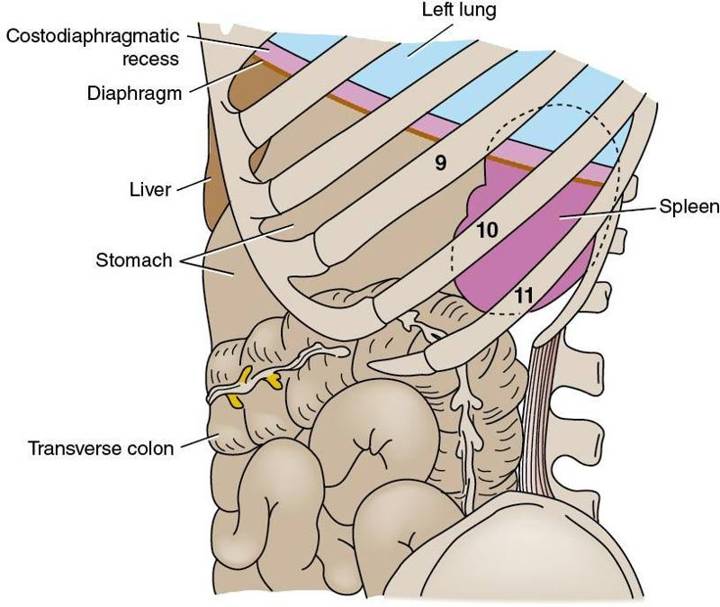 Left lung
Costodiaphragmatic
recess
Diaphragm
9
Liver
Spleen
10
Stomach
11
Transverse colon